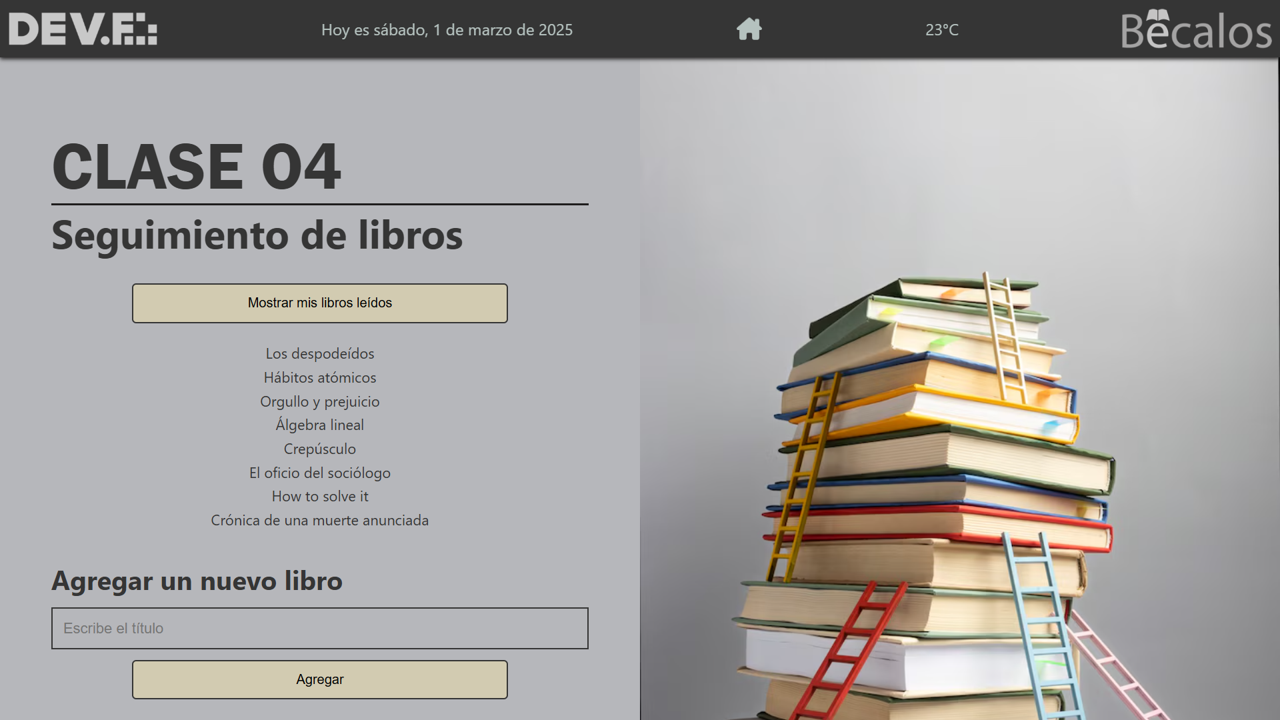 DEV.F.:
Hoy es sábado, 1 de marzo de 2025
23°C
Bécalos
CLASE 04
Seguimiento de libros
Mostrar mis libros leídos
Los despodeídos
Hábitos atómicos
Orgullo y prejuicio
Álgebra lineal
Crepúsculo
El oficio del sociólogo
How to solve it
Crónica de una muerte anunciada
Agregar un nuevo libro
Escribe el título
Agregar